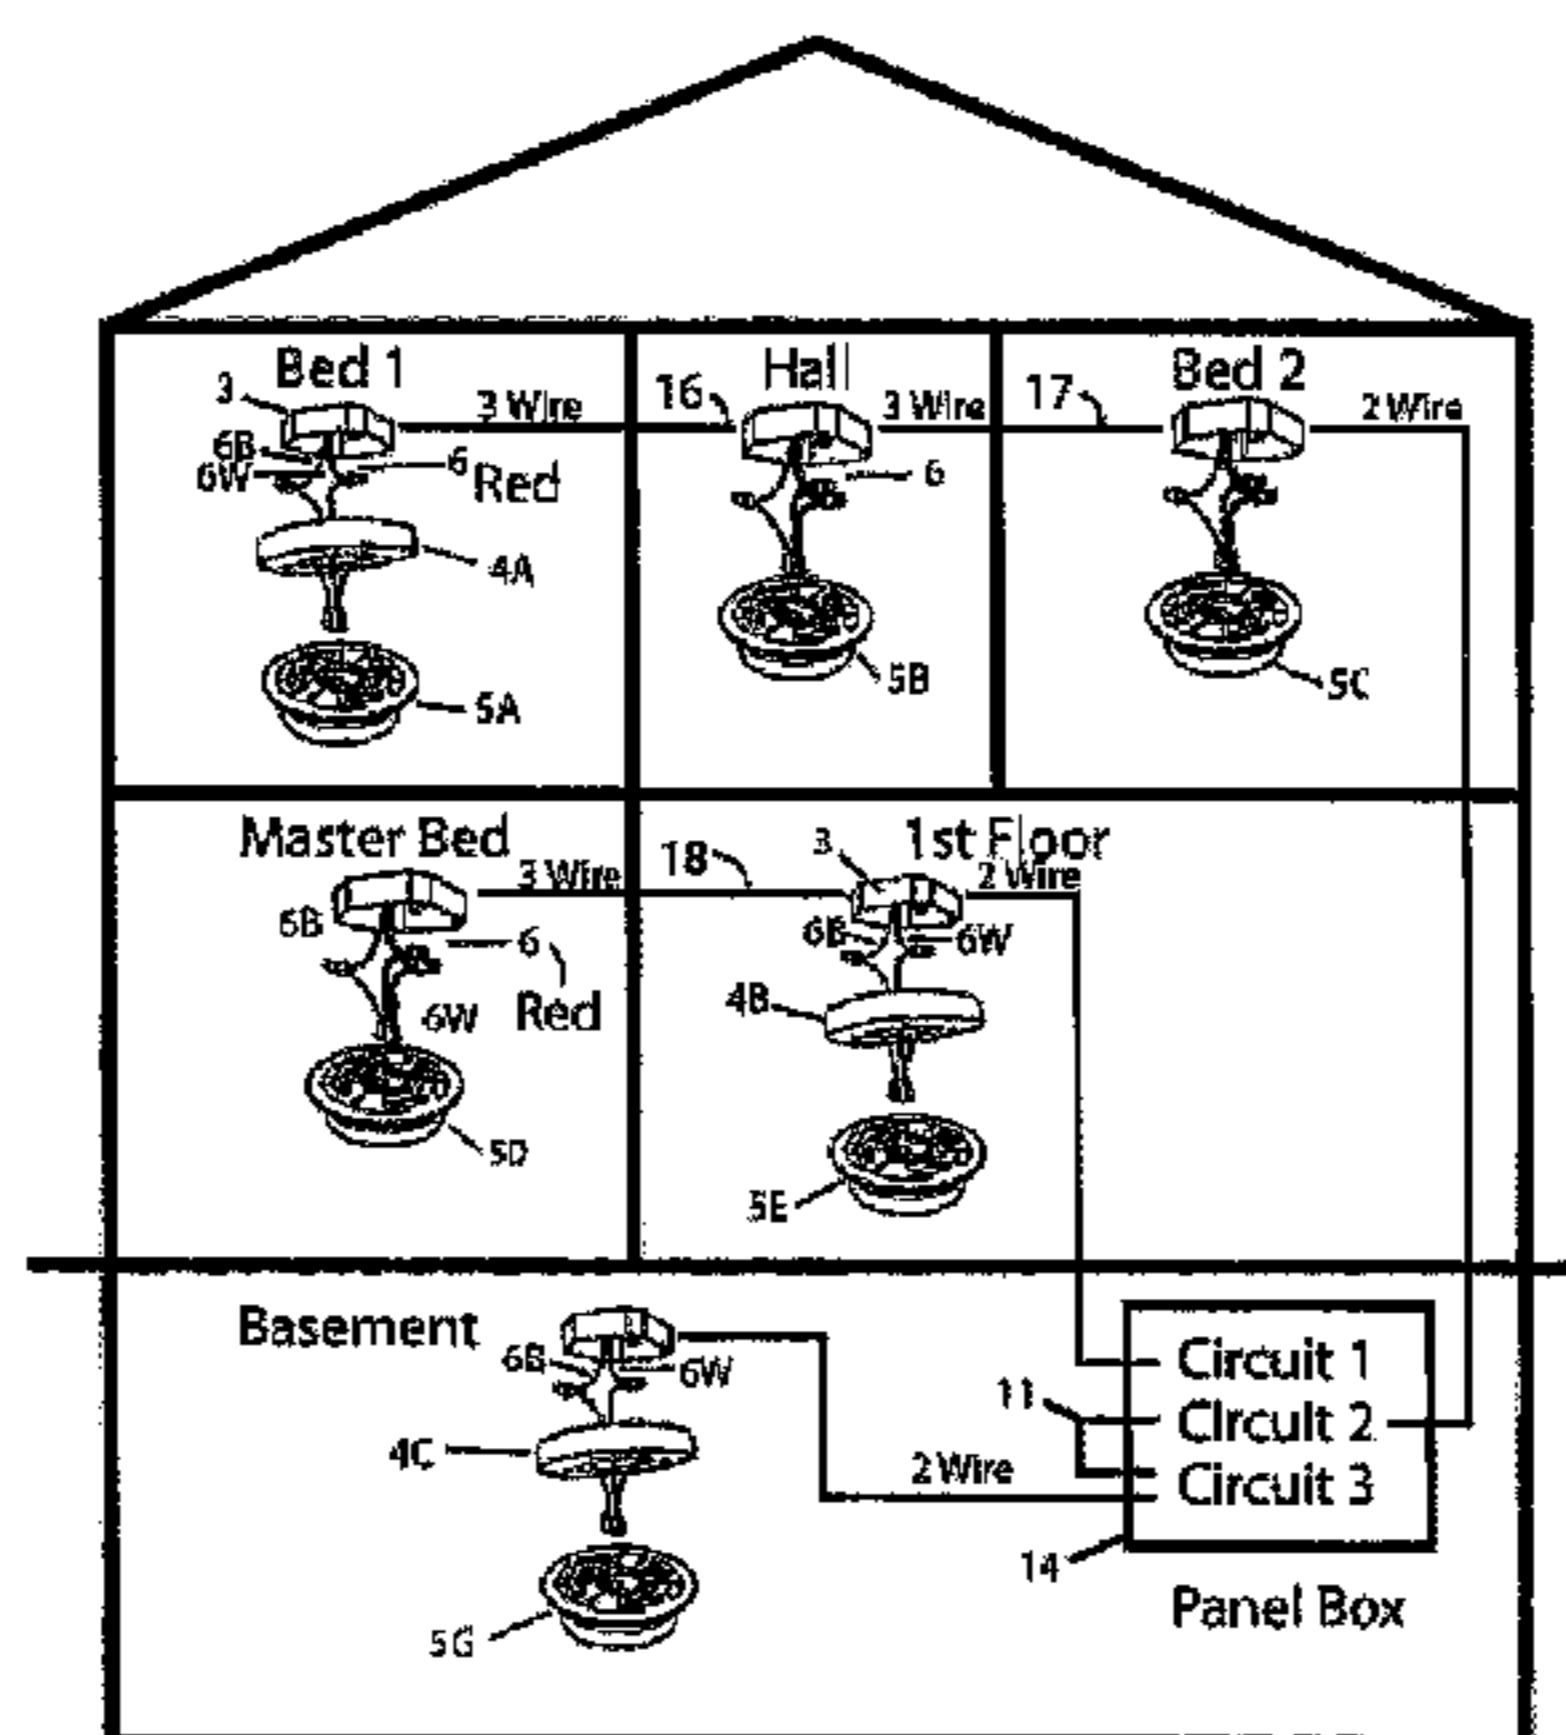 Bed 1
Hall
Bed 2
3
3 Wire
16
3 Wire
17
2 Wire
6B
6W
6
Red
6
4A
5A
5B
5C
Master Bed
1st Floor
3 Wire
18
3
2 Wire
6B
6
Red
6W
6B
6W
4B
5D
5E
Basement
6B
6W
4C
5G
2 Wire
11
Circuit 1
Circuit 2
Circuit 3
14
Panel Box